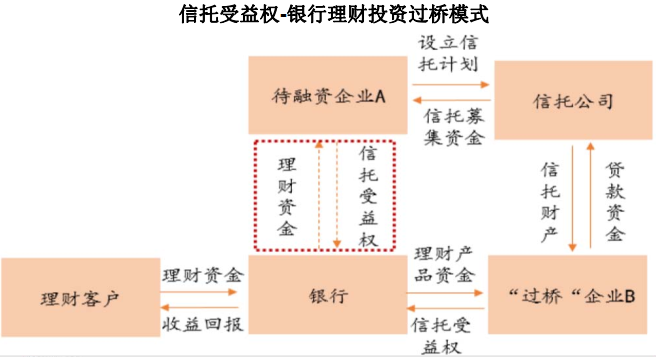 信托受益权-银行理财投资过桥模式
设立信
托计划
待融资企业A
信托公司
信托募
集资金
理财资金
信托受益权
信托财产
贷款资金
理财客户
理财资金
收益回报
银行
理财产
品资金
信托受
益权
“过桥“企业B